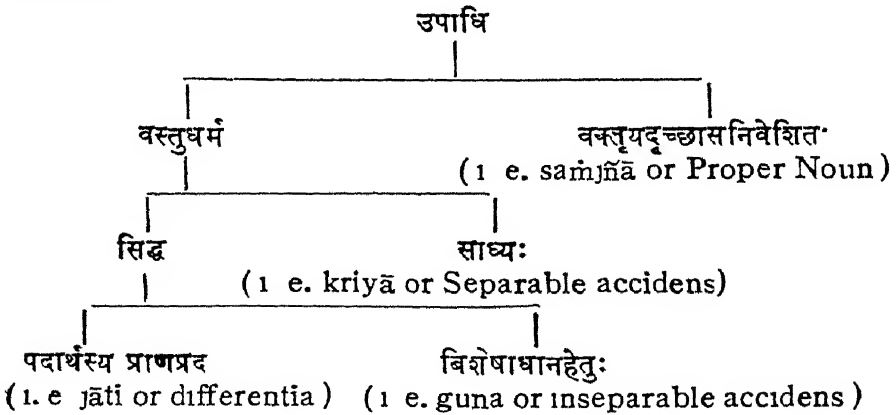 उपाधि
वस्तुधर्म वक्तृयदृच्छासनिवेशित·
(ı e. saṁjñā or Proper Noun)
सिद्ध साध्यः
(ı e. kriyā or Separable accidens)
पदार्थस्य प्राणप्रद बिशेषाधानहेतुः
(ı. e jāti or differentia) (ı e. guna or inseparable accidens)